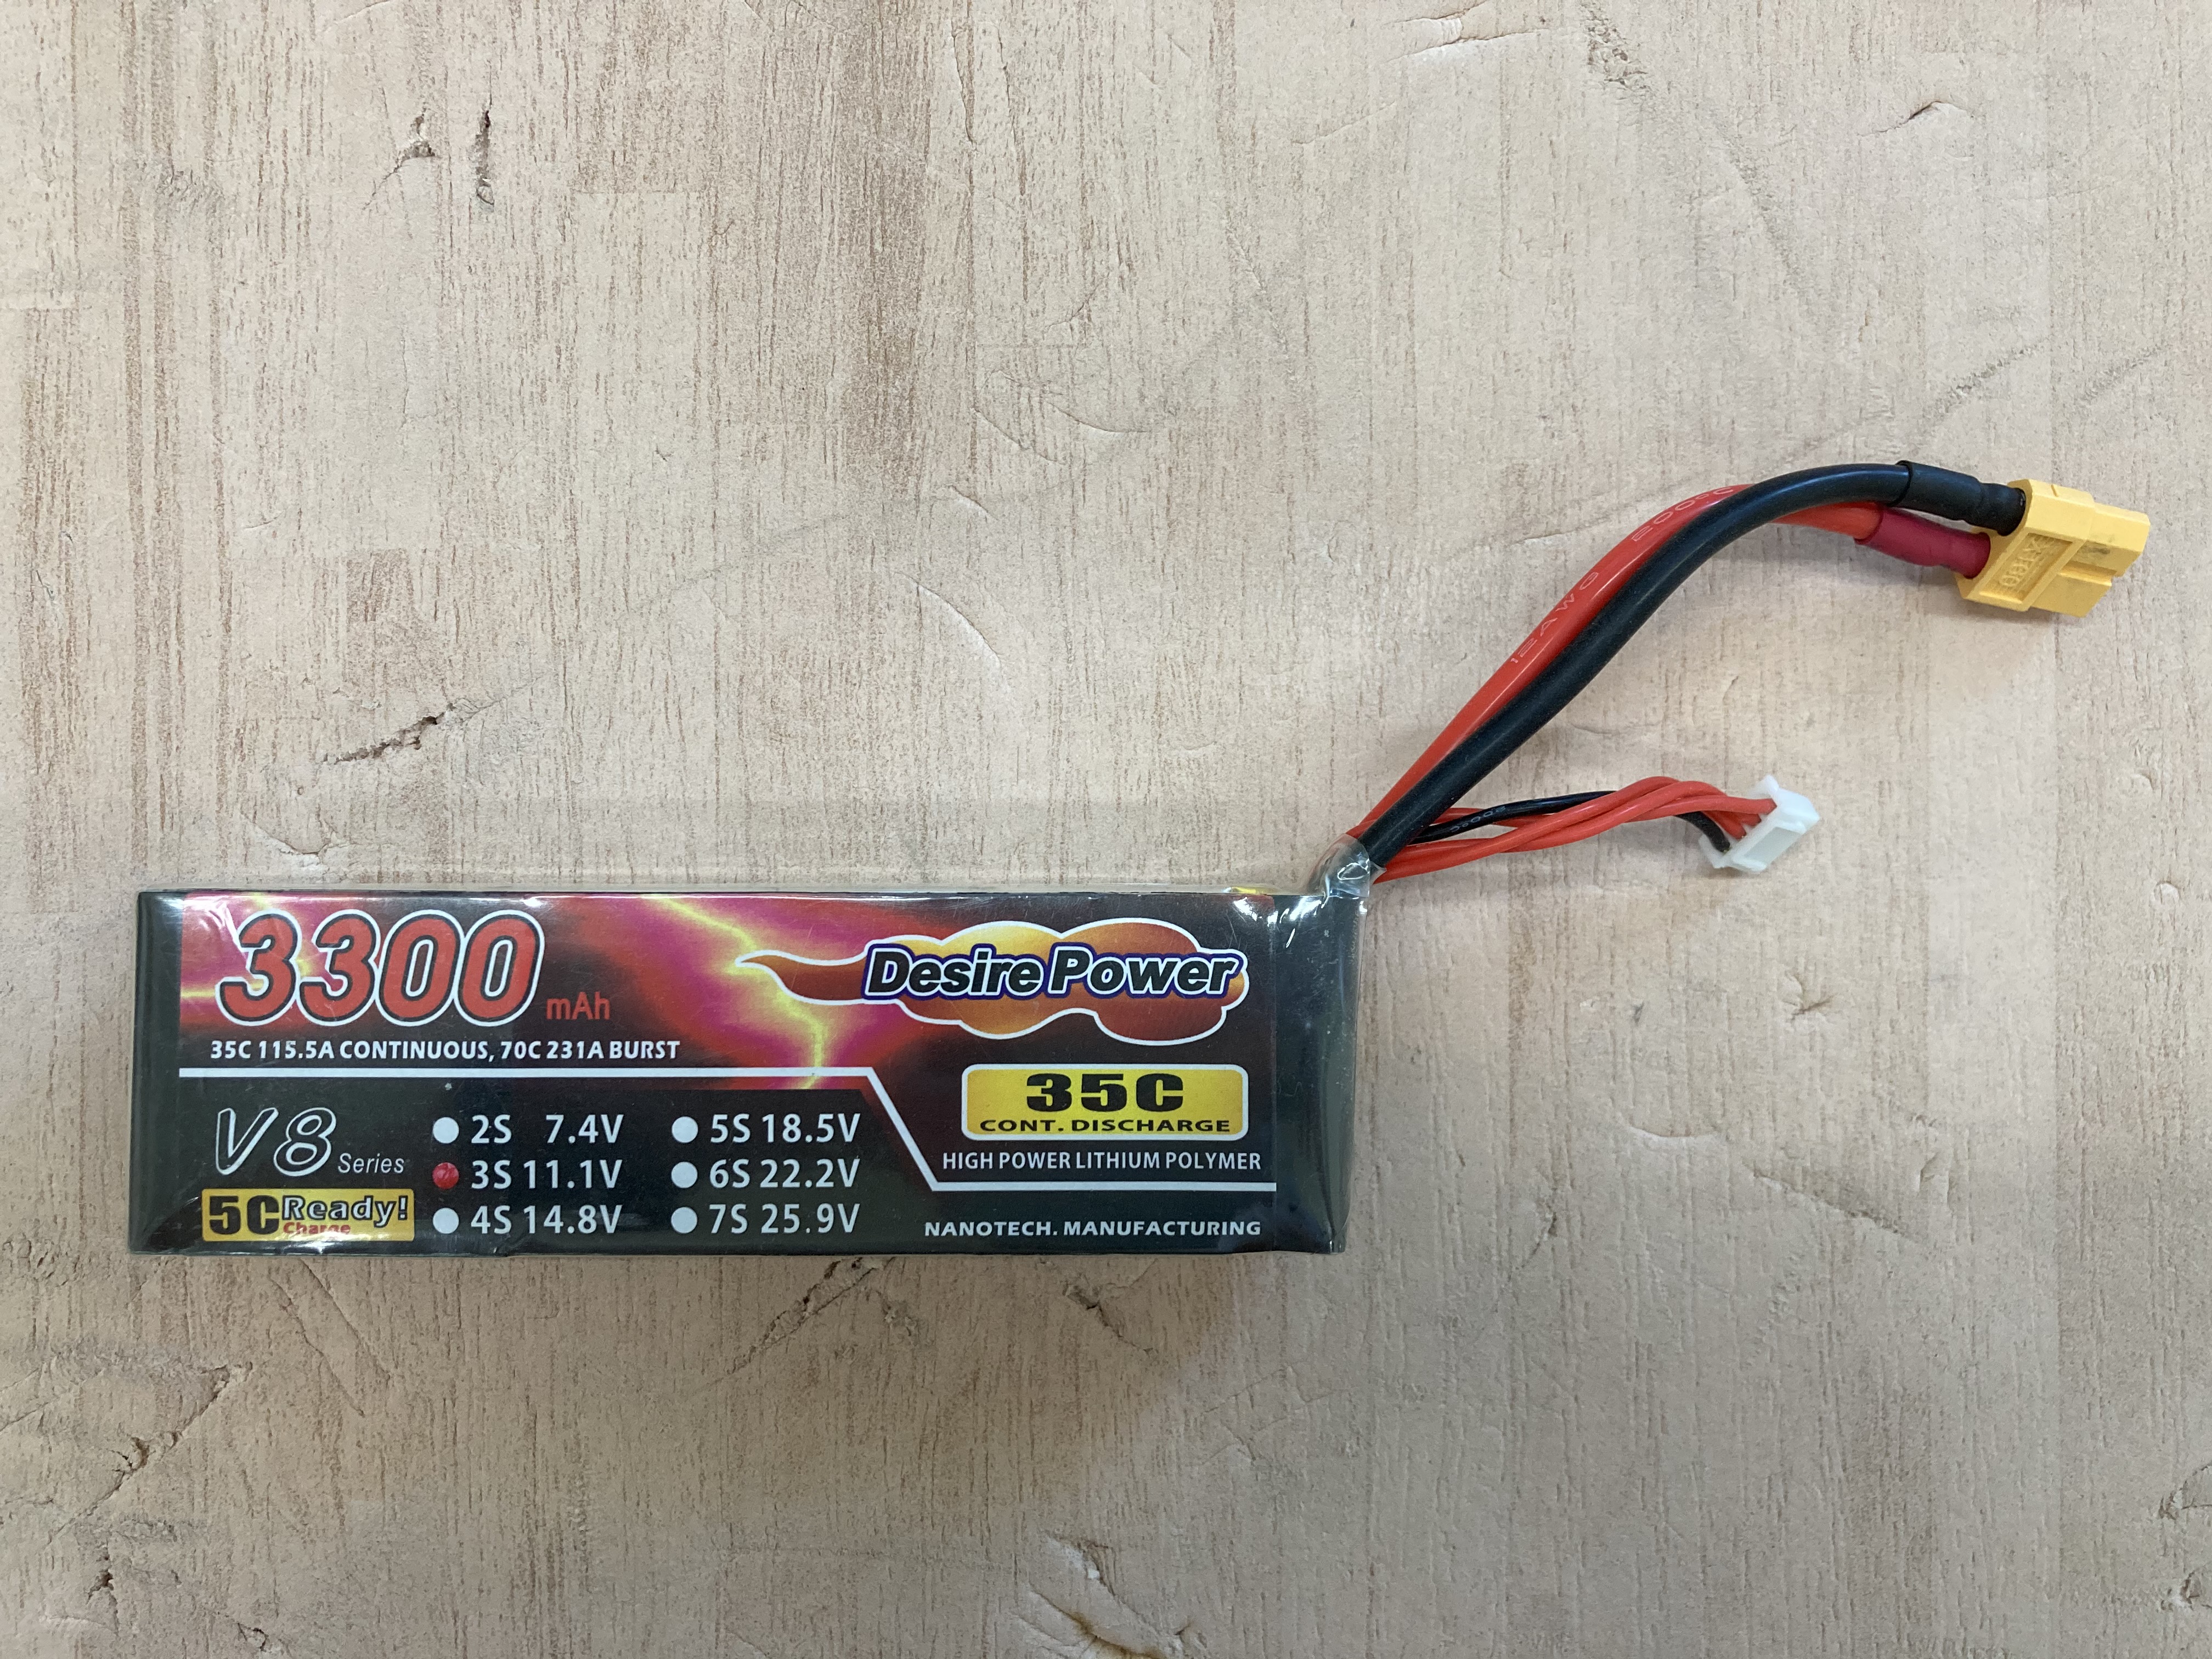 3300 mAh
Desire Power
35C 115.5A CONTINUOUS, 70C 231A BURST
V8 Series
5C Ready!
Charge
2S 7.4V
3S 11.1V
4S 14.8V
5S 18.5V
6S 22.2V
7S 25.9V
35C
CONT. DISCHARGE
HIGH POWER LITHIUM POLYMER
NANOTECH. MANUFACTURING
12AWG 200°C
XT60